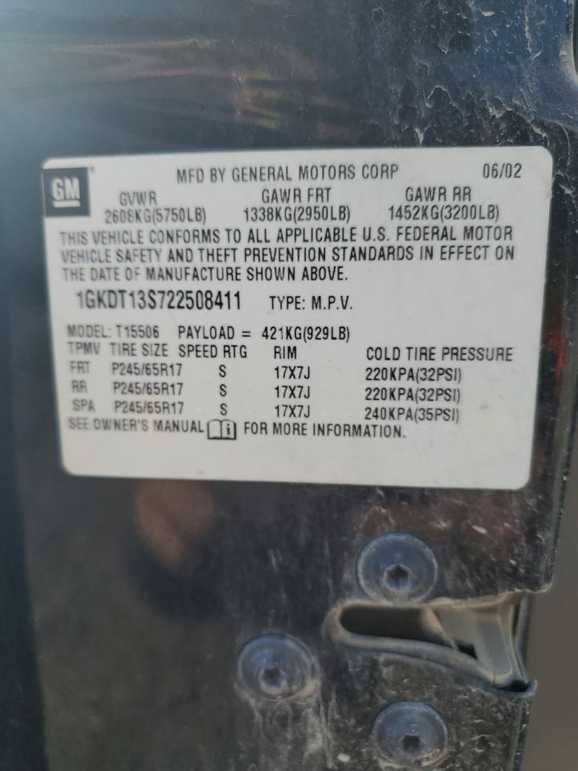 GM
MFD BY GENERAL MOTORS CORP 06/02
GVWR GAWR FRT GAWR RR
2608KG(5750LB) 1338KG(2950LB) 1452KG(3200LB)
THIS VEHICLE CONFORMS TO ALL APPLICABLE U.S. FEDERAL MOTOR
VEHICLE SAFETY AND THEFT PREVENTION STANDARDS IN EFFECT ON
THE DATE OF MANUFACTURE SHOWN ABOVE.
1GKDT13S722508411 TYPE: M.P.V.
MODEL: T15506 PAYLOAD = 421KG(929LB)
TPMV TIRE SIZE SPEED RTG RIM COLD TIRE PRESSURE
FRT P245/65R17 S 17X7J 220KPA(32PSI)
RR P245/65R17 S 17X7J 220KPA(32PSI)
SPA P245/65R17 S 17X7J 240KPA(35PSI)
SEE OWNER'S MANUAL i FOR MORE INFORMATION.